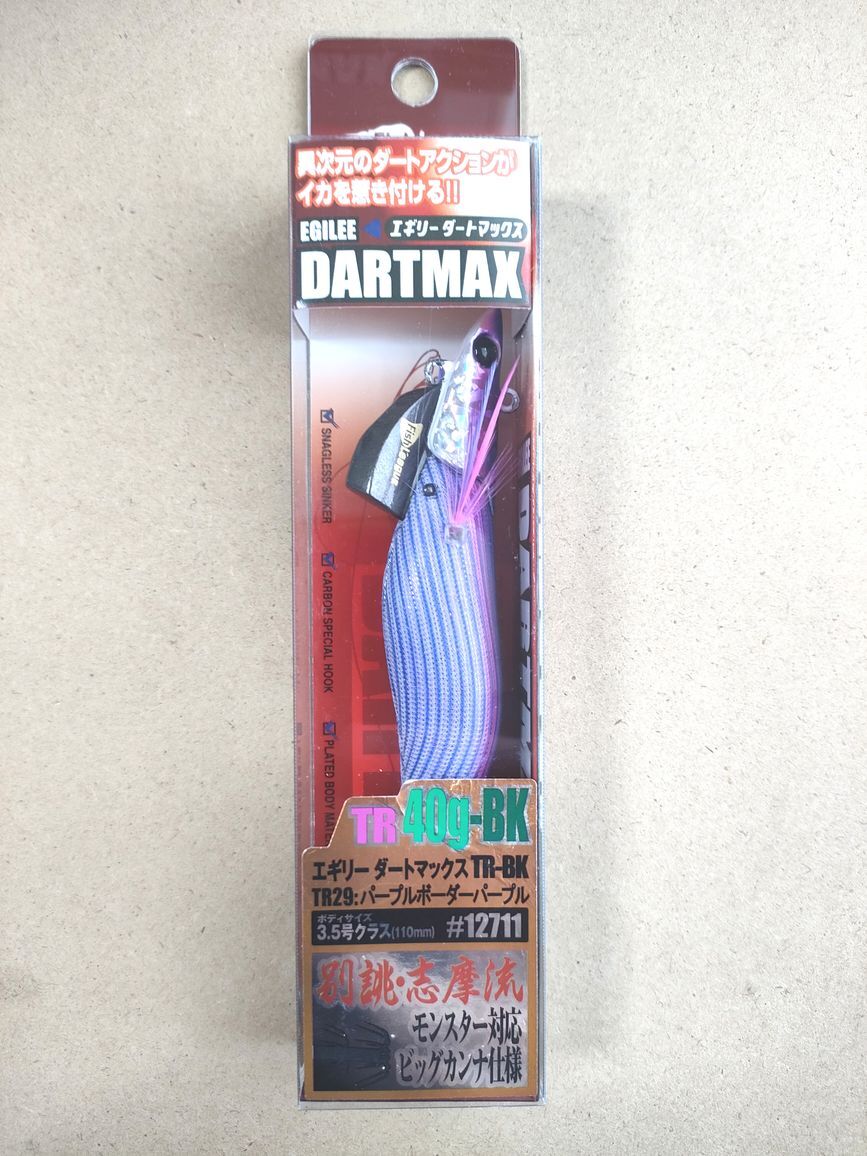 異次元のダートアクションが
イカを惹き付ける!!
EGILEE エギリー ダートマックス
DARTMAX
Fish League
SNAGLESS SINKER
CARBON SPECIAL HOOK
PLATED BODY
TR 40g-BK
エギリー ダートマックス TR-BK
TR29:パープルボーダーパープル
ボディサイズ
3.5号クラス(110mm) #12711
別誂・志摩流
モンスター対応
ビッグカンナ仕様